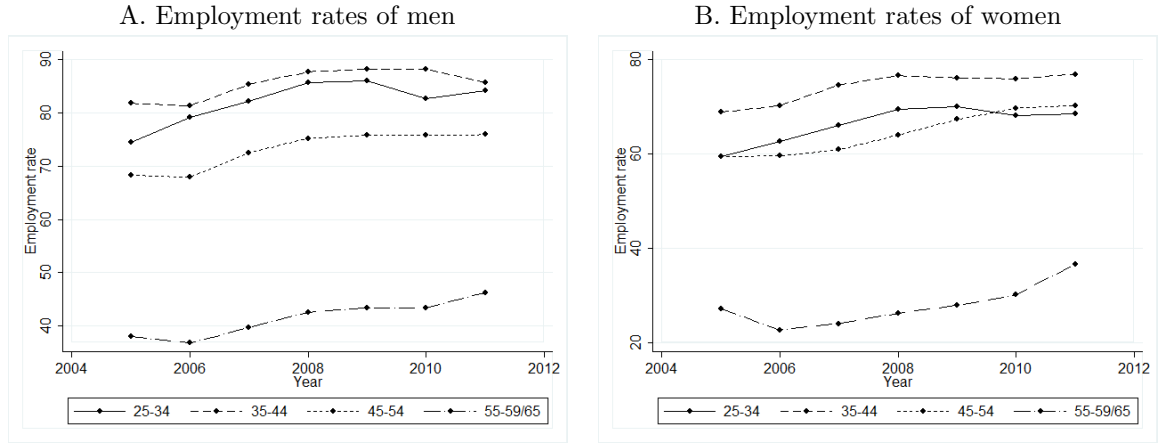 A. Employment rates of men
90
80
70
60
50
40
Employment rate
2004 2006 2008 2010 2012
Year
25-34 35-44 45-54 55-59/65
B. Employment rates of women
80
60
40
20
Employment rate
2004 2006 2008 2010 2012
Year
25-34 35-44 45-54 55-59/65